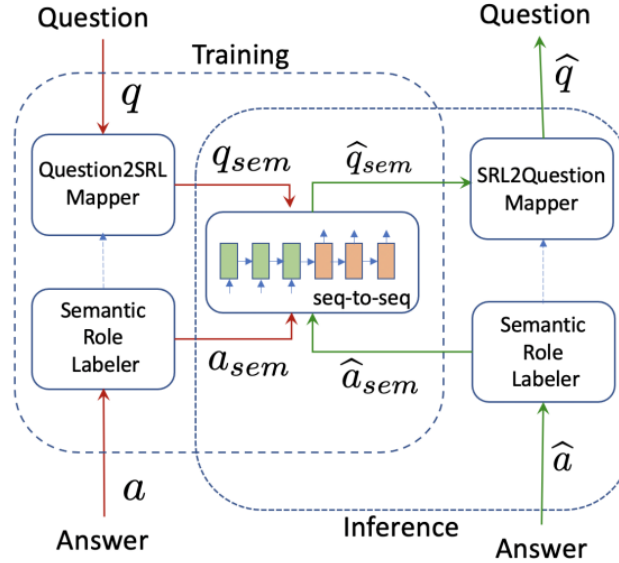 Question
Question
Training
q
q̂
Question2SRL
Mapper
q_sem
q̂_sem
SRL2Question
Mapper
seq-to-seq
Semantic
Role
Labeler
a_sem
â_sem
Semantic
Role
Labeler
a
â
Answer
Inference
Answer